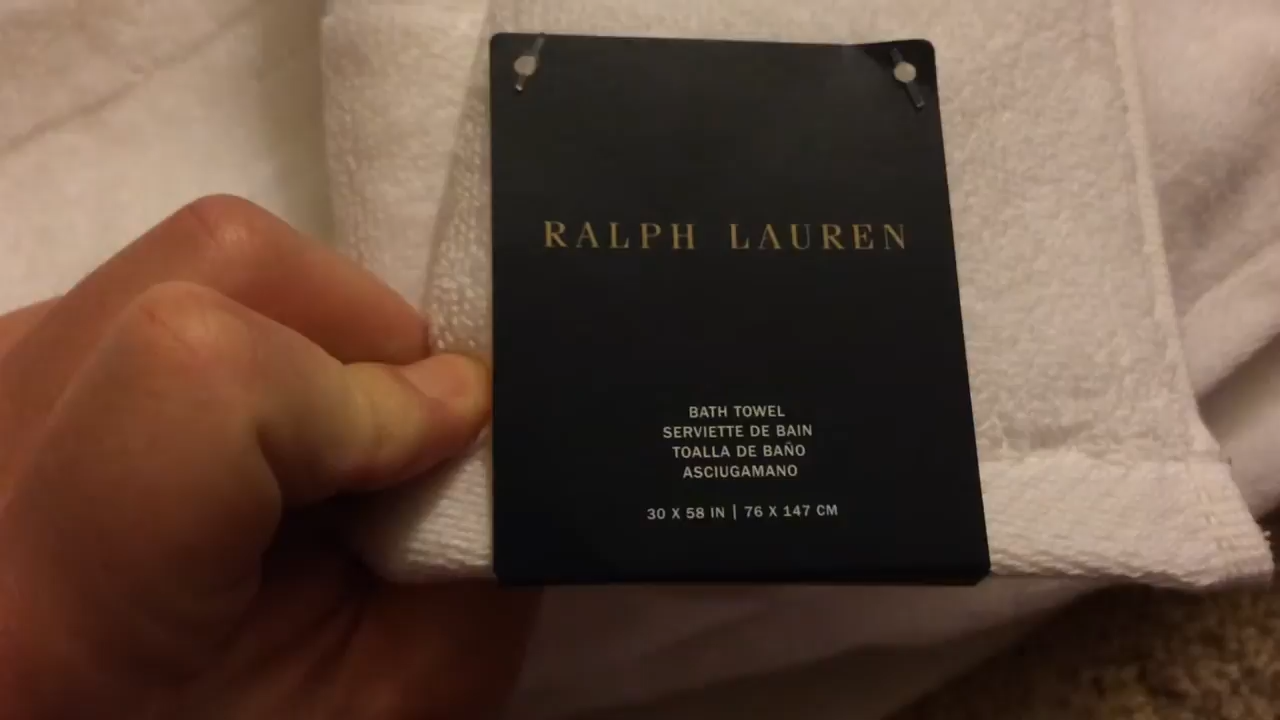 RALPH LAUREN
BATH TOWEL
SERVIETTE DE BAIN
TOALLA DE BAÑO
ASCIUGAMANO
30 X 58 IN | 76 X 147 CM